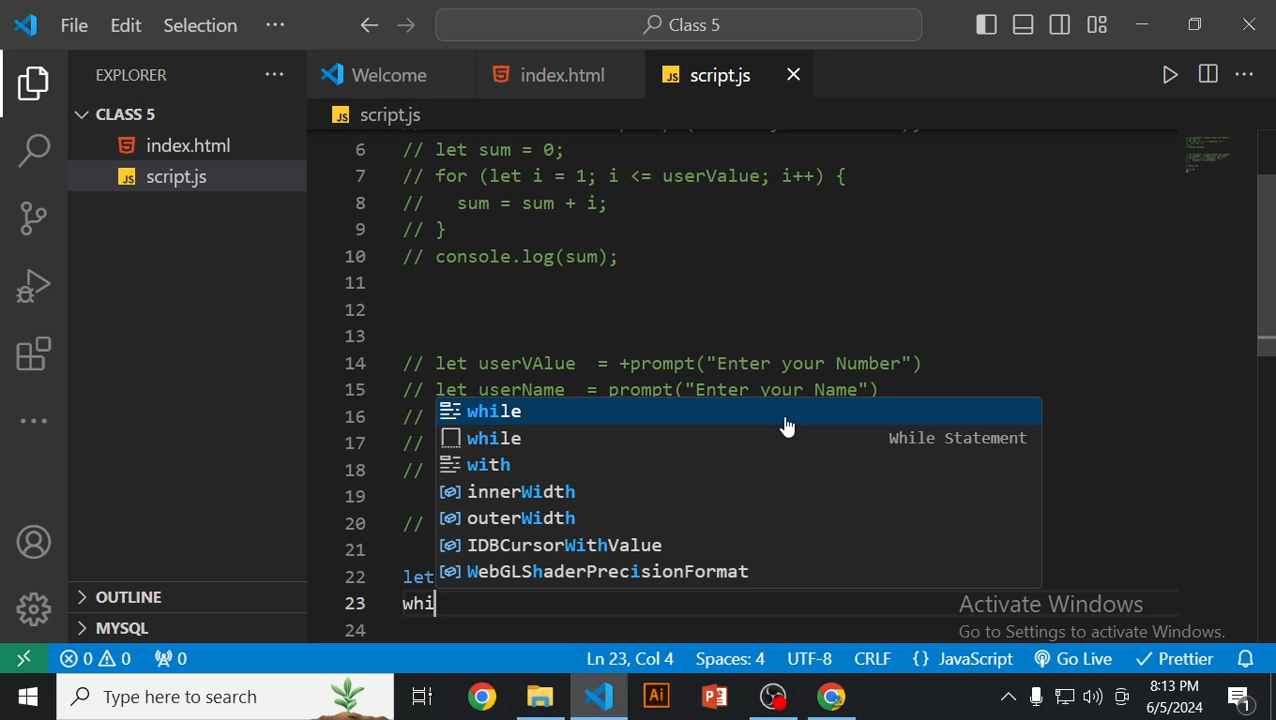 File Edit Selection ··· Class 5
EXPLORER ···
CLASS 5
index.html
script.js
OUTLINE
MYSQL
Welcome index.html script.js
script.js
6 // let sum = 0;
7 // for (let i = 1; i <= userValue; i++) {
8 //   sum = sum + i;
9 // }
10 // console.log(sum);
11
12
13
14 // let userVAlue  = +prompt("Enter your Number")
15 // let userName  = prompt("Enter your Name")
16 //
17 //
18 //
19
20 //
21
22 let
23 whi
24
while
while While Statement
with
innerWidth
outerWidth
IDBCursorWithValue
WebGLShaderPrecisionFormat
Activate Windows
Go to Settings to activate Windows.
0 0 0 Ln 23, Col 4 Spaces: 4 UTF-8 CRLF {} JavaScript Go Live Prettier
Type here to search Ai P 8:13 PM
6/5/2024 1